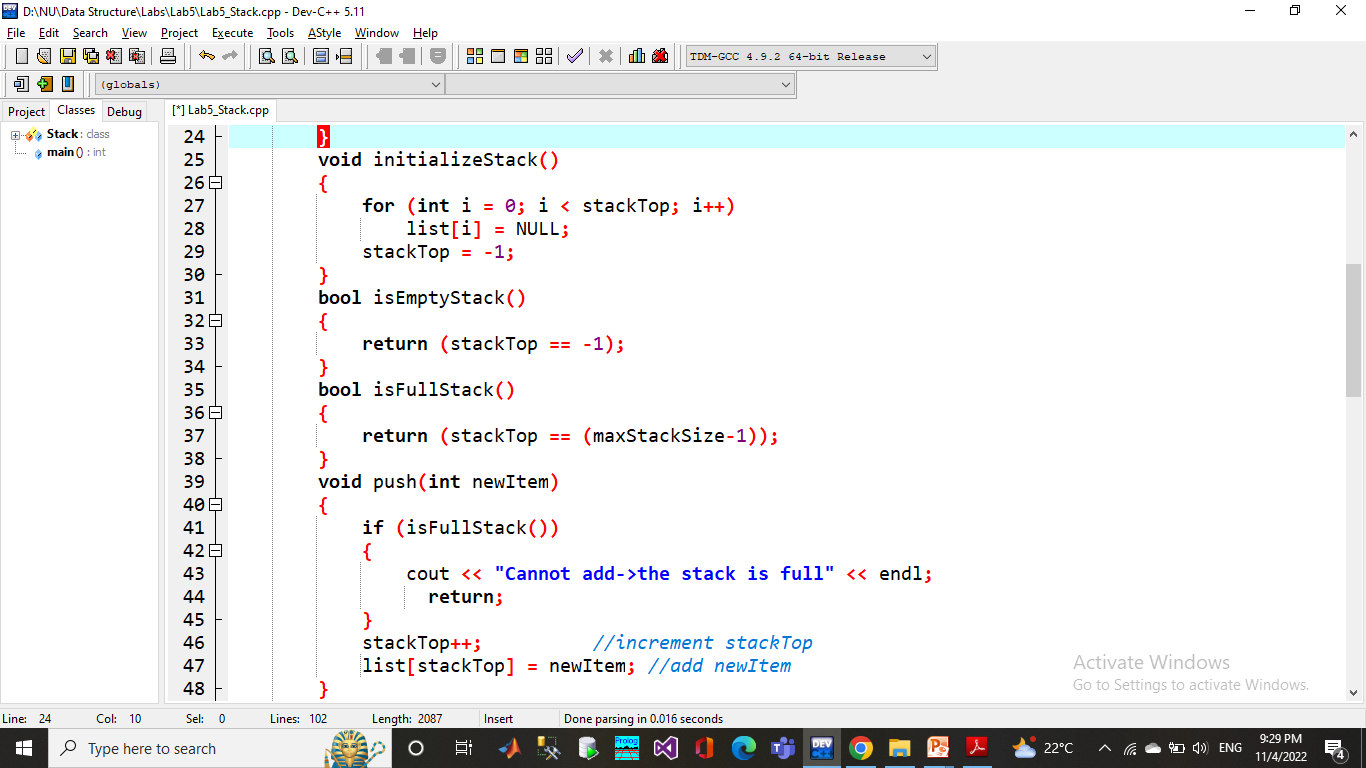 D:\NU\Data Structure\Labs\Lab5\Lab5_Stack.cpp - Dev-C++ 5.11
File Edit Search View Project Execute Tools AStyle Window Help
TDM-GCC 4.9.2 64-bit Release
(globals)
Project Classes Debug [*] Lab5_Stack.cpp
Stack : class
main () : int
24 }
25 void initializeStack()
26 {
27 for (int i = 0; i < stackTop; i++)
28 list[i] = NULL;
29 stackTop = -1;
30 }
31 bool isEmptyStack()
32 {
33 return (stackTop == -1);
34 }
35 bool isFullStack()
36 {
37 return (stackTop == (maxStackSize-1));
38 }
39 void push(int newItem)
40 {
41 if (isFullStack())
42 {
43 cout << "Cannot add->the stack is full" << endl;
44 return;
45 }
46 stackTop++; //increment stackTop
47 list[stackTop] = newItem; //add newItem
48 }
Activate Windows
Go to Settings to activate Windows.
Line: 24 Col: 10 Sel: 0 Lines: 102 Length: 2087 Insert Done parsing in 0.016 seconds
Type here to search
Prolog
DEV
22°C
ENG
9:29 PM
11/4/2022
4